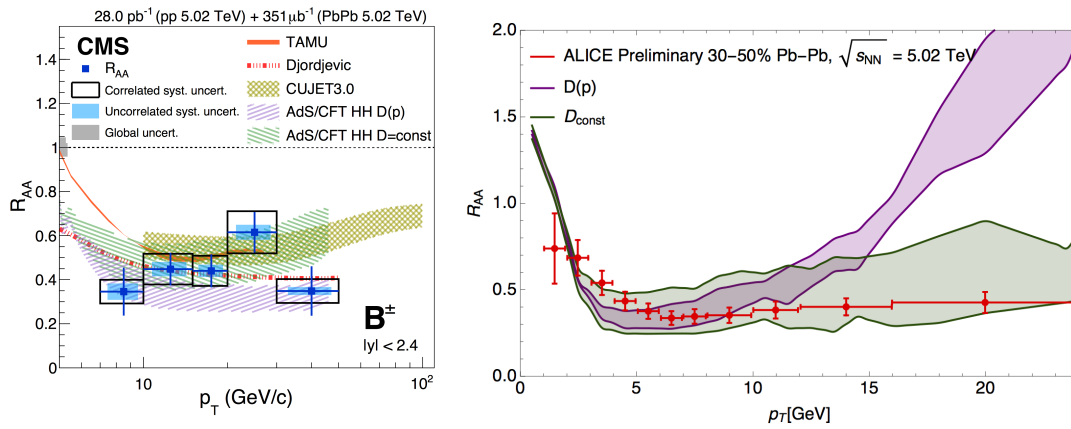 28.0 pb⁻¹ (pp 5.02 TeV) + 351 μb⁻¹ (PbPb 5.02 TeV)
CMS
R_AA
Correlated syst. uncert.
Uncorrelated syst. uncert.
Global uncert.
TAMU
Djordjevic
CUJET3.0
AdS/CFT HH D(p)
AdS/CFT HH D=const
R_AA
1.4
1.2
1
0.8
0.6
0.4
0.2
0
B±
|y| < 2.4
10
10²
p_T (GeV/c)
ALICE Preliminary 30–50% Pb–Pb, √s_NN = 5.02 TeV
D(p)
D_const
R_AA
2.0
1.5
1.0
0.5
0.0
0
5
10
15
20
p_T[GeV]